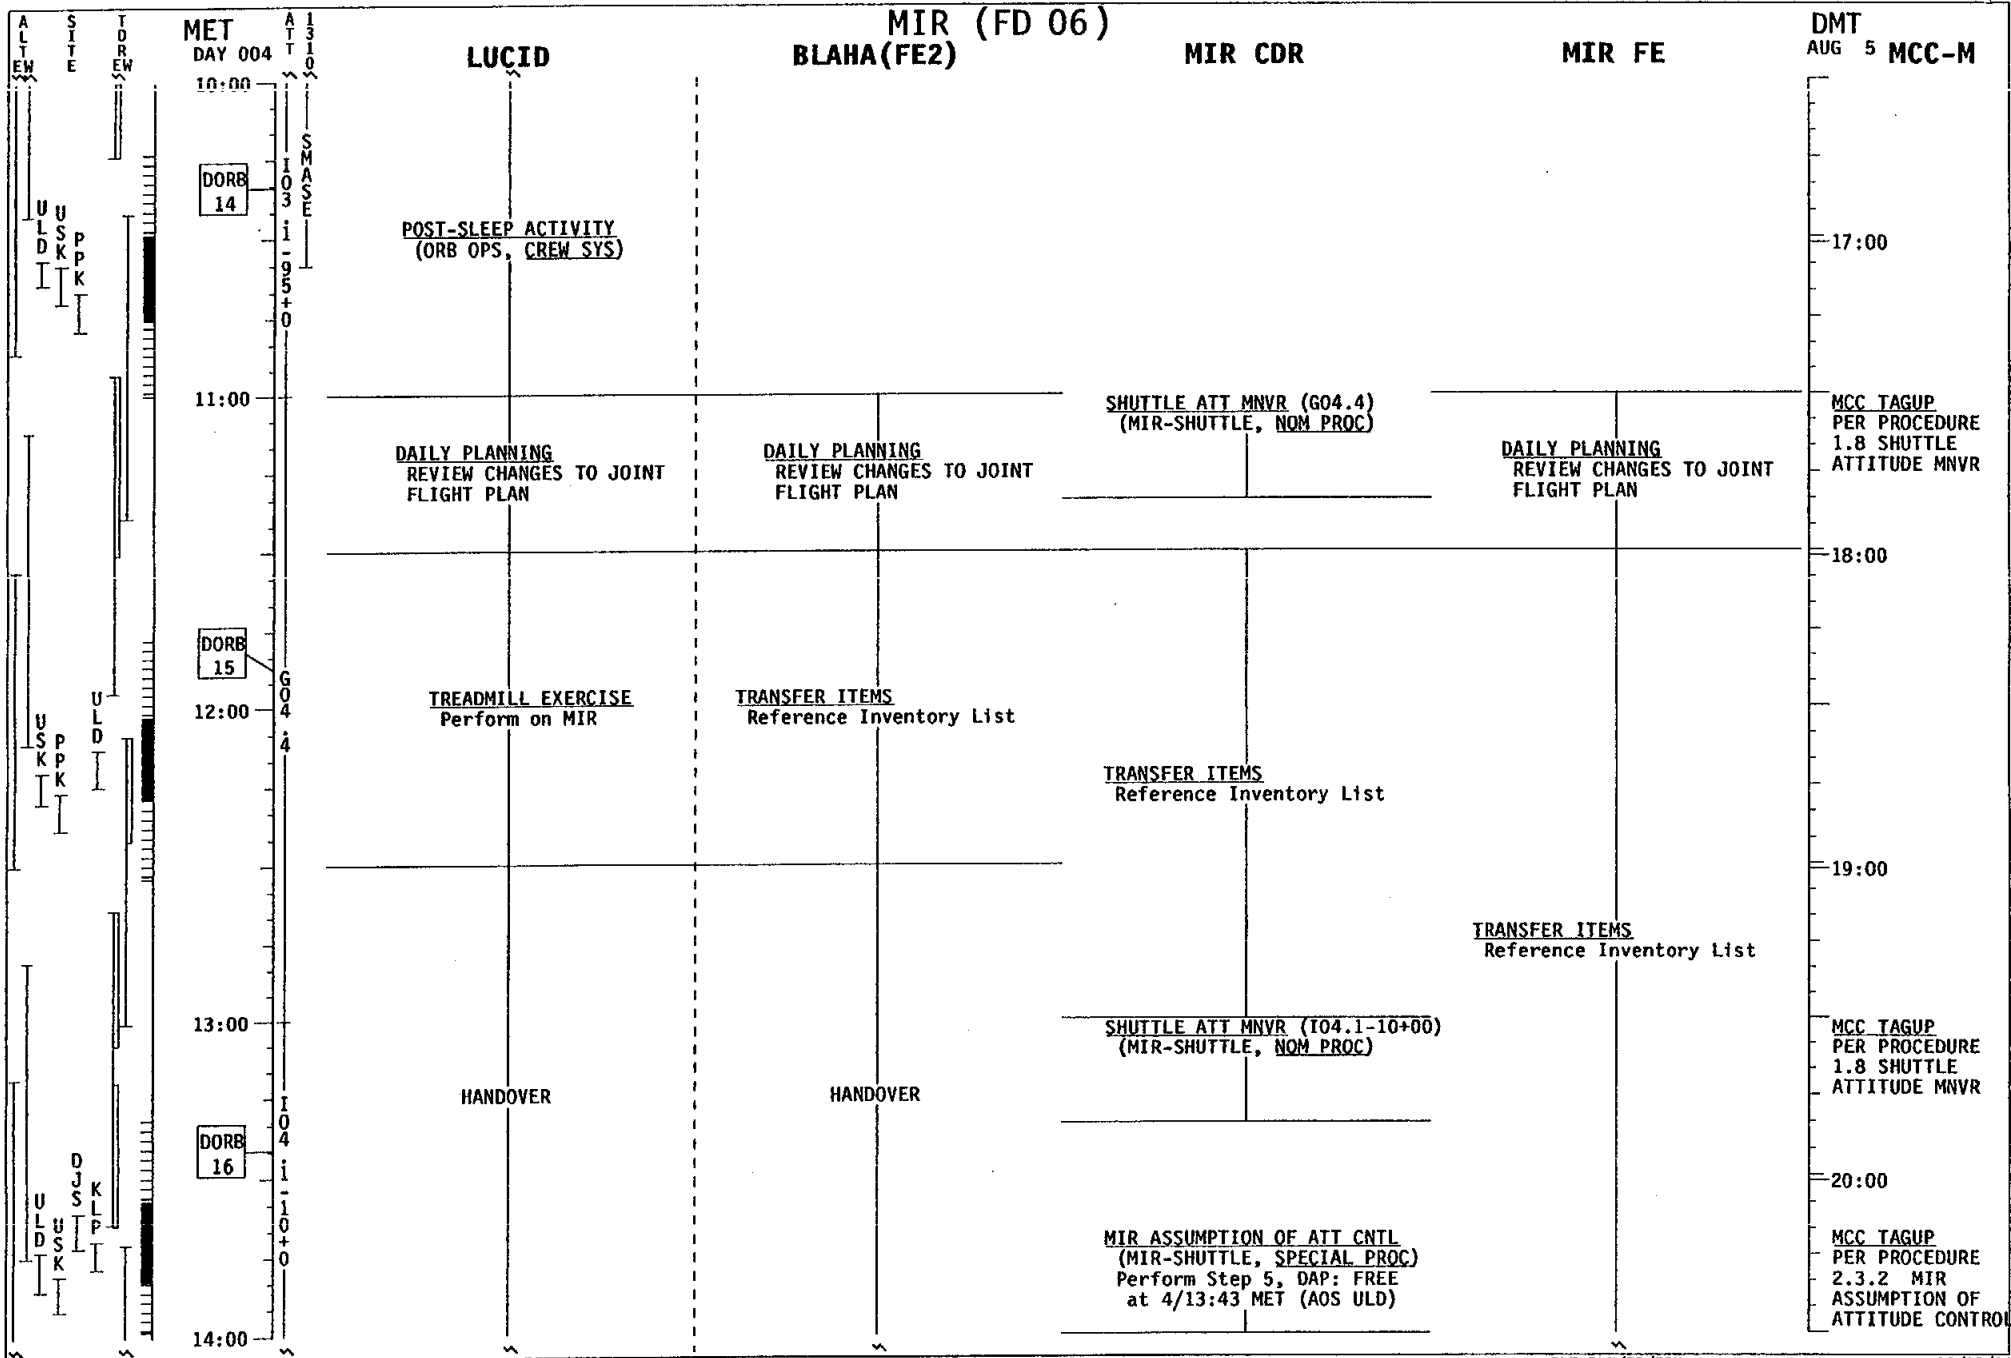 MIR (FD 06)
ALTEW
SITE
TDREW
MET
DAY 004
ATT
1310
LUCID
BLAHA(FE2)
MIR CDR
MIR FE
DMT
AUG 5 MCC-M
10:00
SMASE
DORB
14
I03.1-95+0
ULD
USK
PPK
POST-SLEEP ACTIVITY
(ORB OPS, CREW SYS)
17:00
11:00
SHUTTLE ATT MNVR (G04.4)
(MIR-SHUTTLE, NOM PROC)
MCC TAGUP
PER PROCEDURE
1.8 SHUTTLE
ATTITUDE MNVR
DAILY PLANNING
REVIEW CHANGES TO JOINT
FLIGHT PLAN
DAILY PLANNING
REVIEW CHANGES TO JOINT
FLIGHT PLAN
DAILY PLANNING
REVIEW CHANGES TO JOINT
FLIGHT PLAN
18:00
DORB
15
G04.4
ULD
USK
PPK
12:00
TREADMILL EXERCISE
Perform on MIR
TRANSFER ITEMS
Reference Inventory List
TRANSFER ITEMS
Reference Inventory List
19:00
TRANSFER ITEMS
Reference Inventory List
13:00
SHUTTLE ATT MNVR (I04.1-10+00)
(MIR-SHUTTLE, NOM PROC)
MCC TAGUP
PER PROCEDURE
1.8 SHUTTLE
ATTITUDE MNVR
HANDOVER
HANDOVER
I04.1-10+0
DORB
16
DJS
KLP
ULD
USK
20:00
MIR ASSUMPTION OF ATT CNTL
(MIR-SHUTTLE, SPECIAL PROC)
Perform Step 5, DAP: FREE
at 4/13:43 MET (AOS ULD)
MCC TAGUP
PER PROCEDURE
2.3.2 MIR
ASSUMPTION OF
ATTITUDE CONTROL
14:00